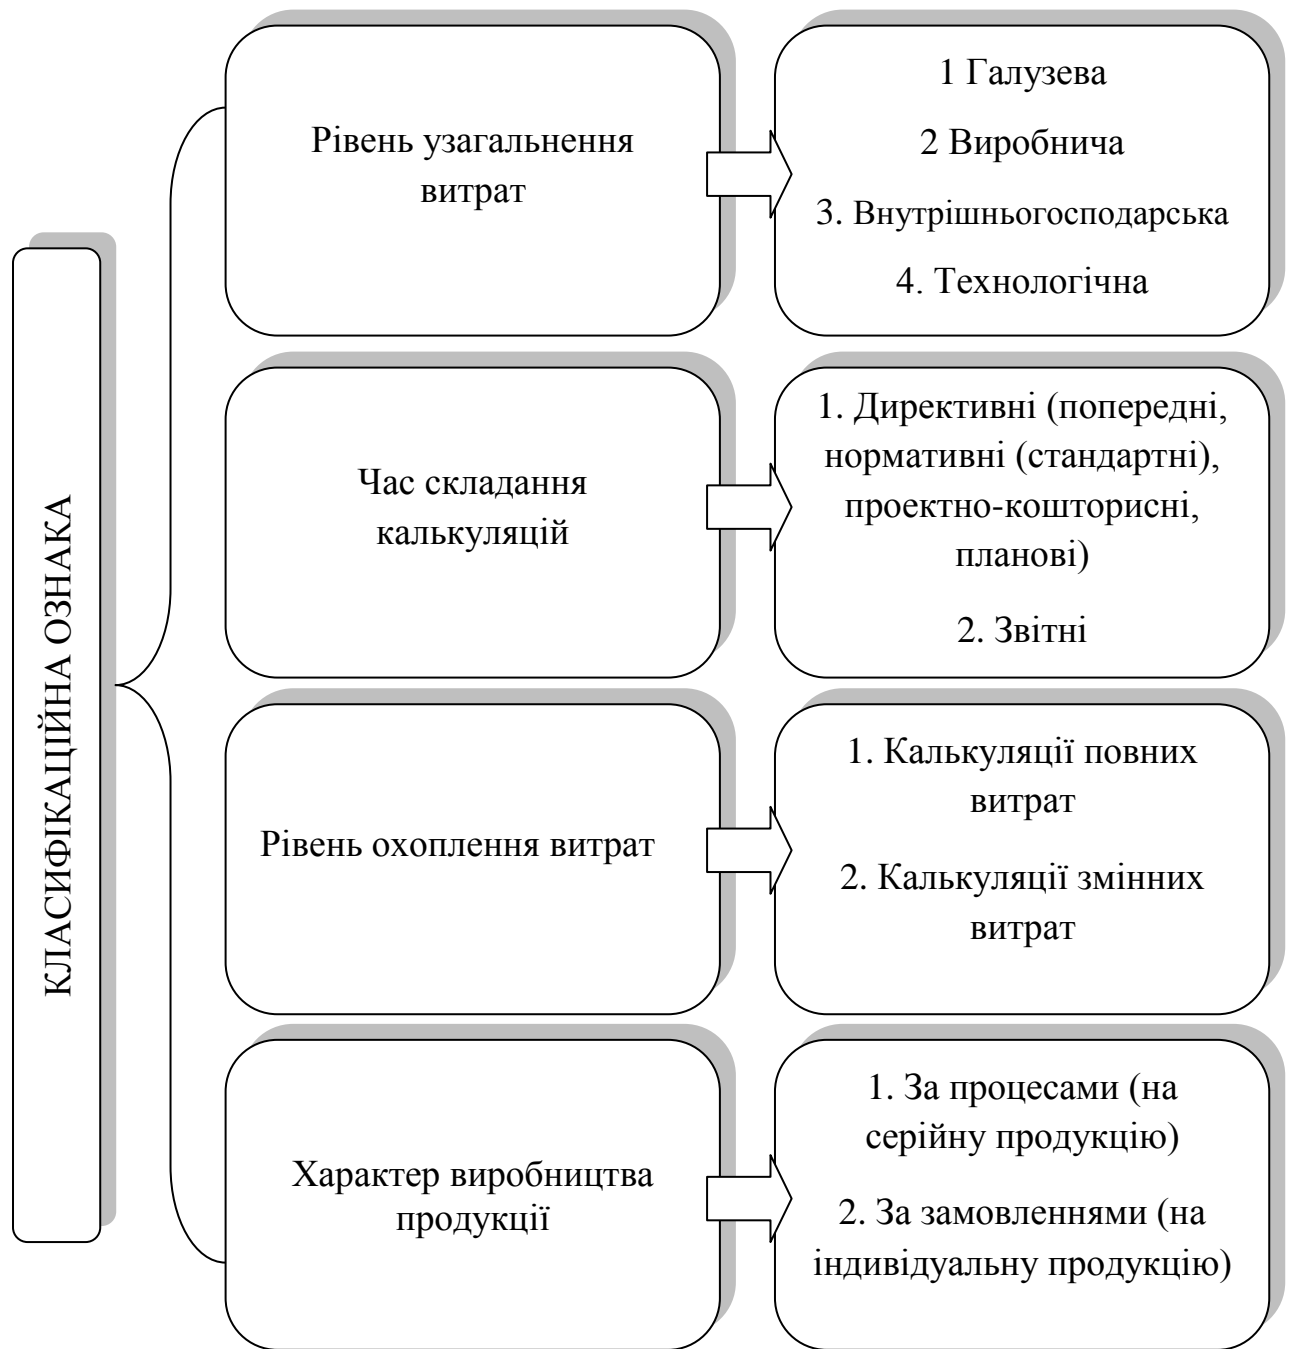 КЛАСИФІКАЦІЙНА ОЗНАКА
Рівень узагальнення
витрат
1 Галузева
2 Виробнича
3. Внутрішньогосподарська
4. Технологічна
Час складання
калькуляцій
1. Директивні (попередні,
нормативні (стандартні),
проектно-кошторисні,
планові)
2. Звітні
Рівень охоплення витрат
1. Калькуляції повних
витрат
2. Калькуляції змінних
витрат
Характер виробництва
продукції
1. За процесами (на
серійну продукцію)
2. За замовленнями (на
індивідуальну продукцію)